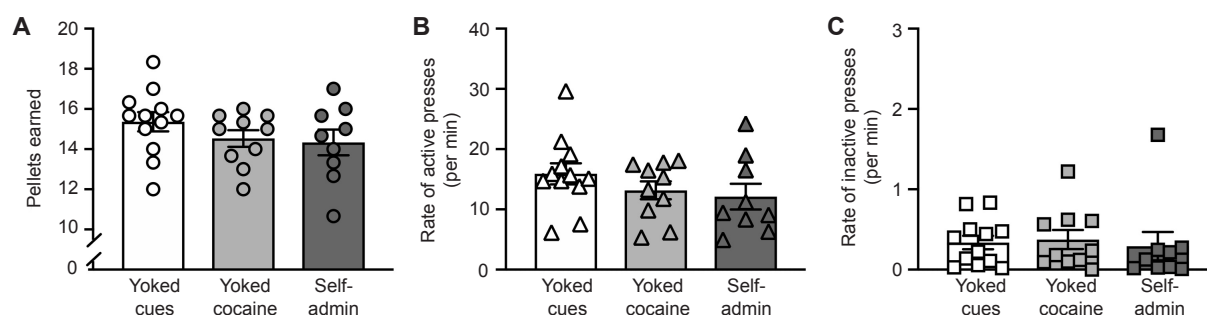 A
Pellets earned
20
18
16
14
12
10
0
Yoked
cues
Yoked
cocaine
Self-
admin
B
Rate of active presses
(per min)
40
30
20
10
0
Yoked
cues
Yoked
cocaine
Self-
admin
C
Rate of inactive presses
(per min)
3
2
1
0
Yoked
cues
Yoked
cocaine
Self-
admin